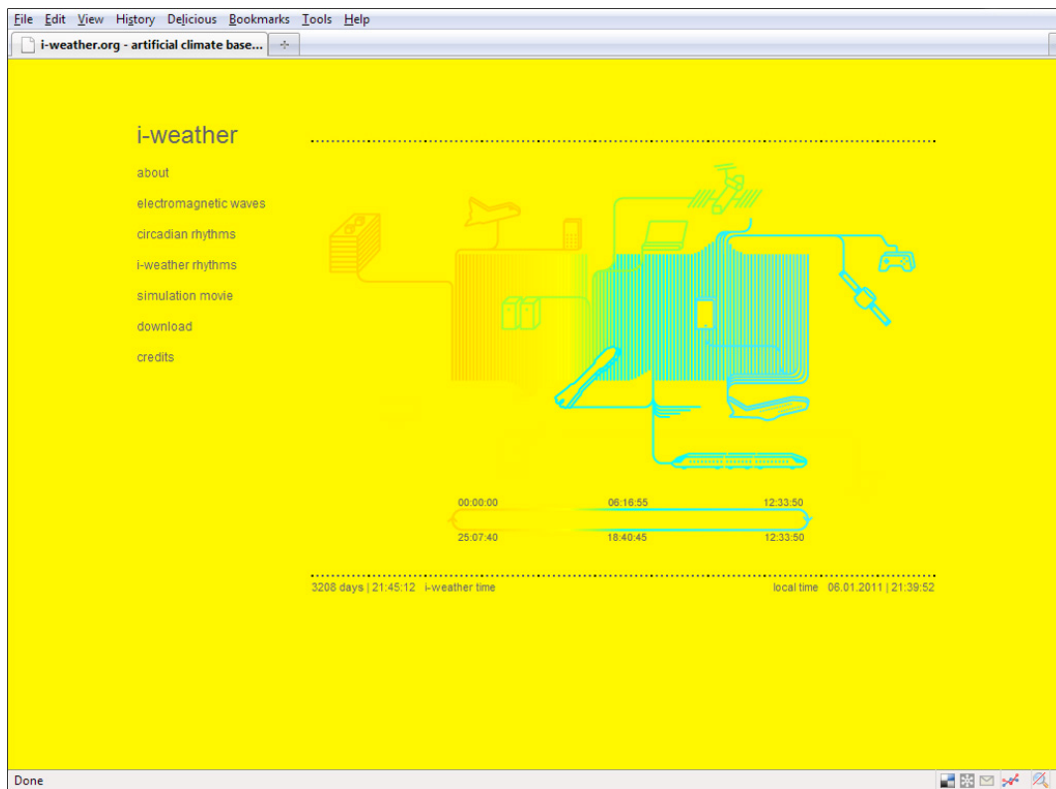 File Edit View History Delicious Bookmarks Tools Help
i-weather.org - artificial climate base...
i-weather
about
electromagnetic waves
circadian rhythms
i-weather rhythms
simulation movie
download
credits
00:00:00 06:16:55 12:33:50
25:07:40 18:40:45 12:33:50
3208 days | 21:45:12 i-weather time local time 06.01.2011 | 21:39:52
Done